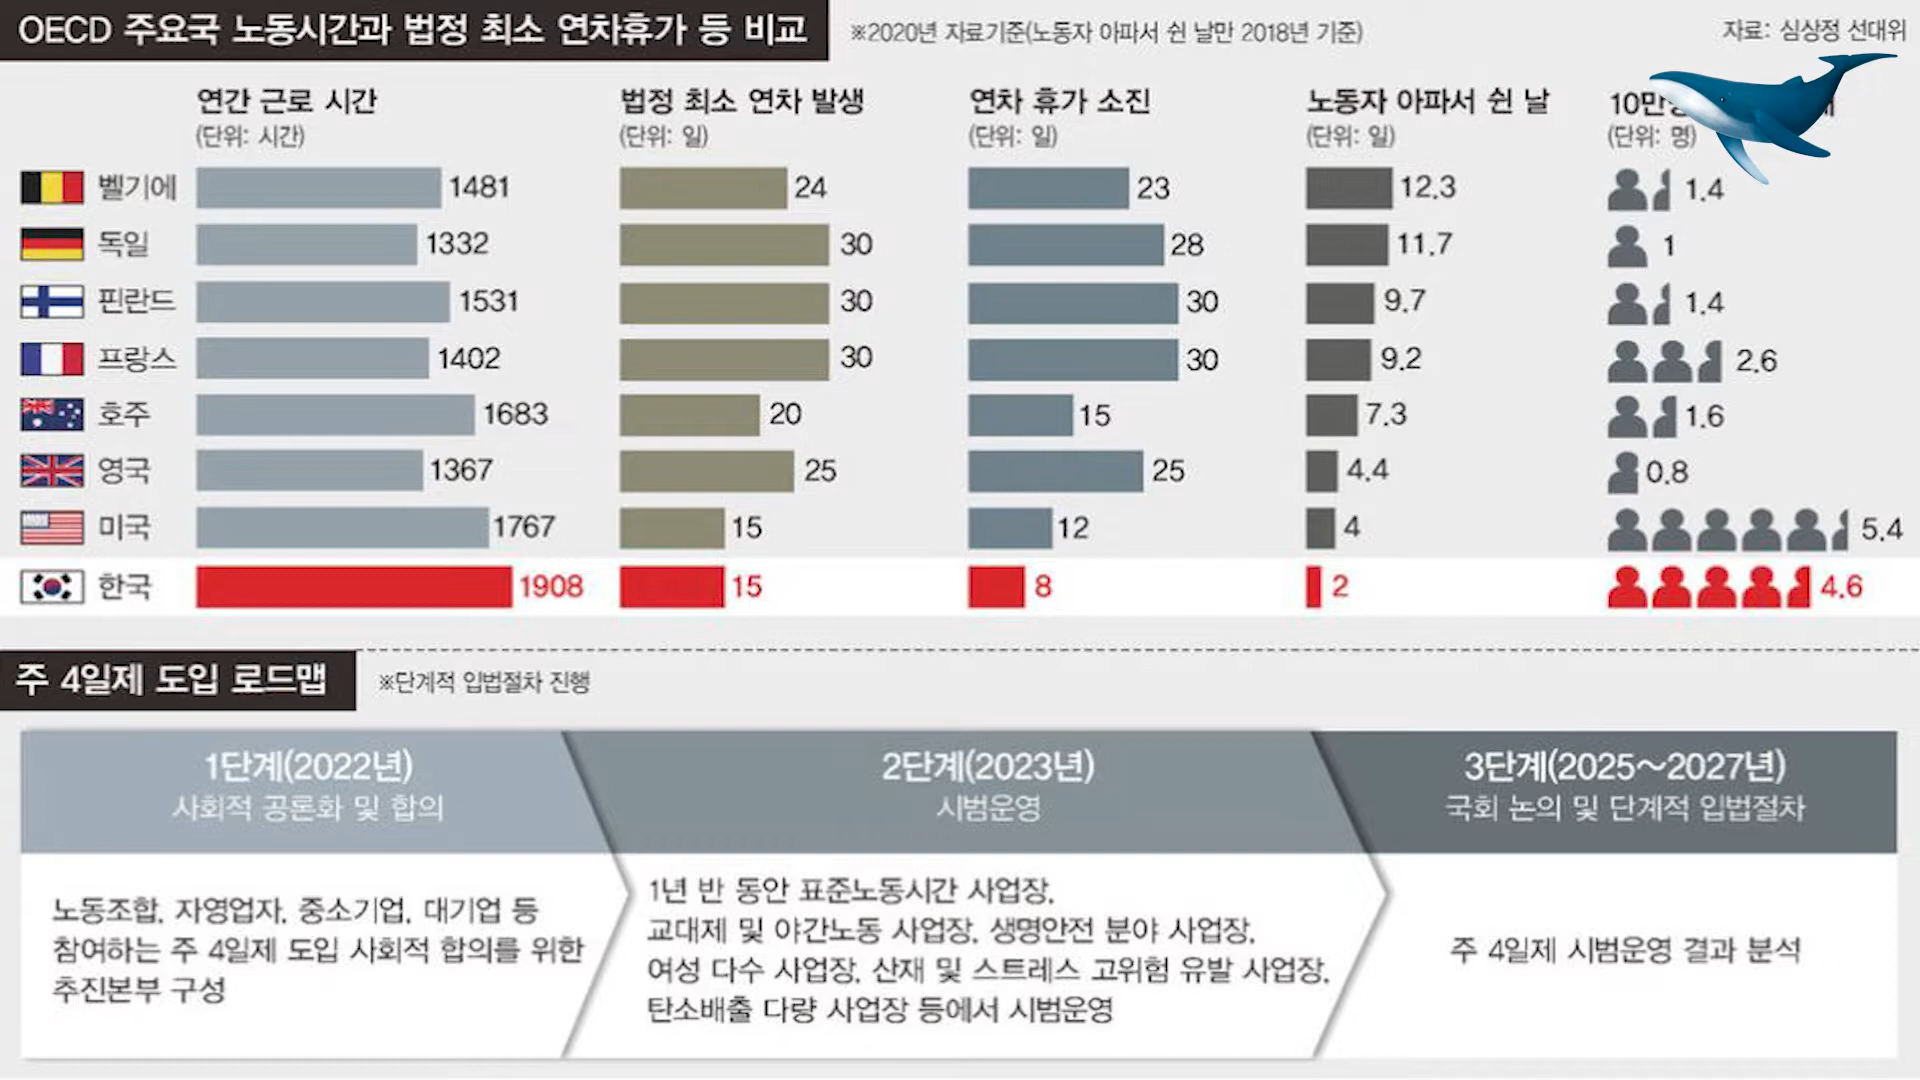 OECD 주요국 노동시간과 법정 최소 연차휴가 등 비교
※2020년 자료기준(노동자 아파서 쉰 날만 2018년 기준)
자료: 심상정 선대위
연간 근로 시간 법정 최소 연차 발생 연차 휴가 소진 노동자 아파서 쉰 날
(단위: 시간) (단위: 일) (단위: 일) (단위: 일) (단위: 명)
벨기에 1481 24 23 12.3 1.4
독일 1332 30 28 11.7 1
핀란드 1531 30 30 9.7 1.4
프랑스 1402 30 30 9.2 2.6
호주 1683 20 15 7.3 1.6
영국 1367 25 25 4.4 0.8
미국 1767 15 12 4 5.4
한국 1908 15 8 2 4.6
주 4일제 도입 로드맵
※단계적 입법절차 진행
1단계(2022년)
사회적 공론화 및 합의
노동조합, 자영업자, 중소기업, 대기업 등
참여하는 주 4일제 도입 사회적 합의를 위한
추진본부 구성
2단계(2023년)
시범운영
1년 반 동안 표준노동시간 사업장,
교대제 및 야간노동 사업장, 생명안전 분야 사업장,
여성 다수 사업장, 산재 및 스트레스 고위험 유발 사업장,
탄소배출 다량 사업장 등에서 시범운영
3단계(2025~2027년)
국회 논의 및 단계적 입법절차
주 4일제 시범운영 결과 분석